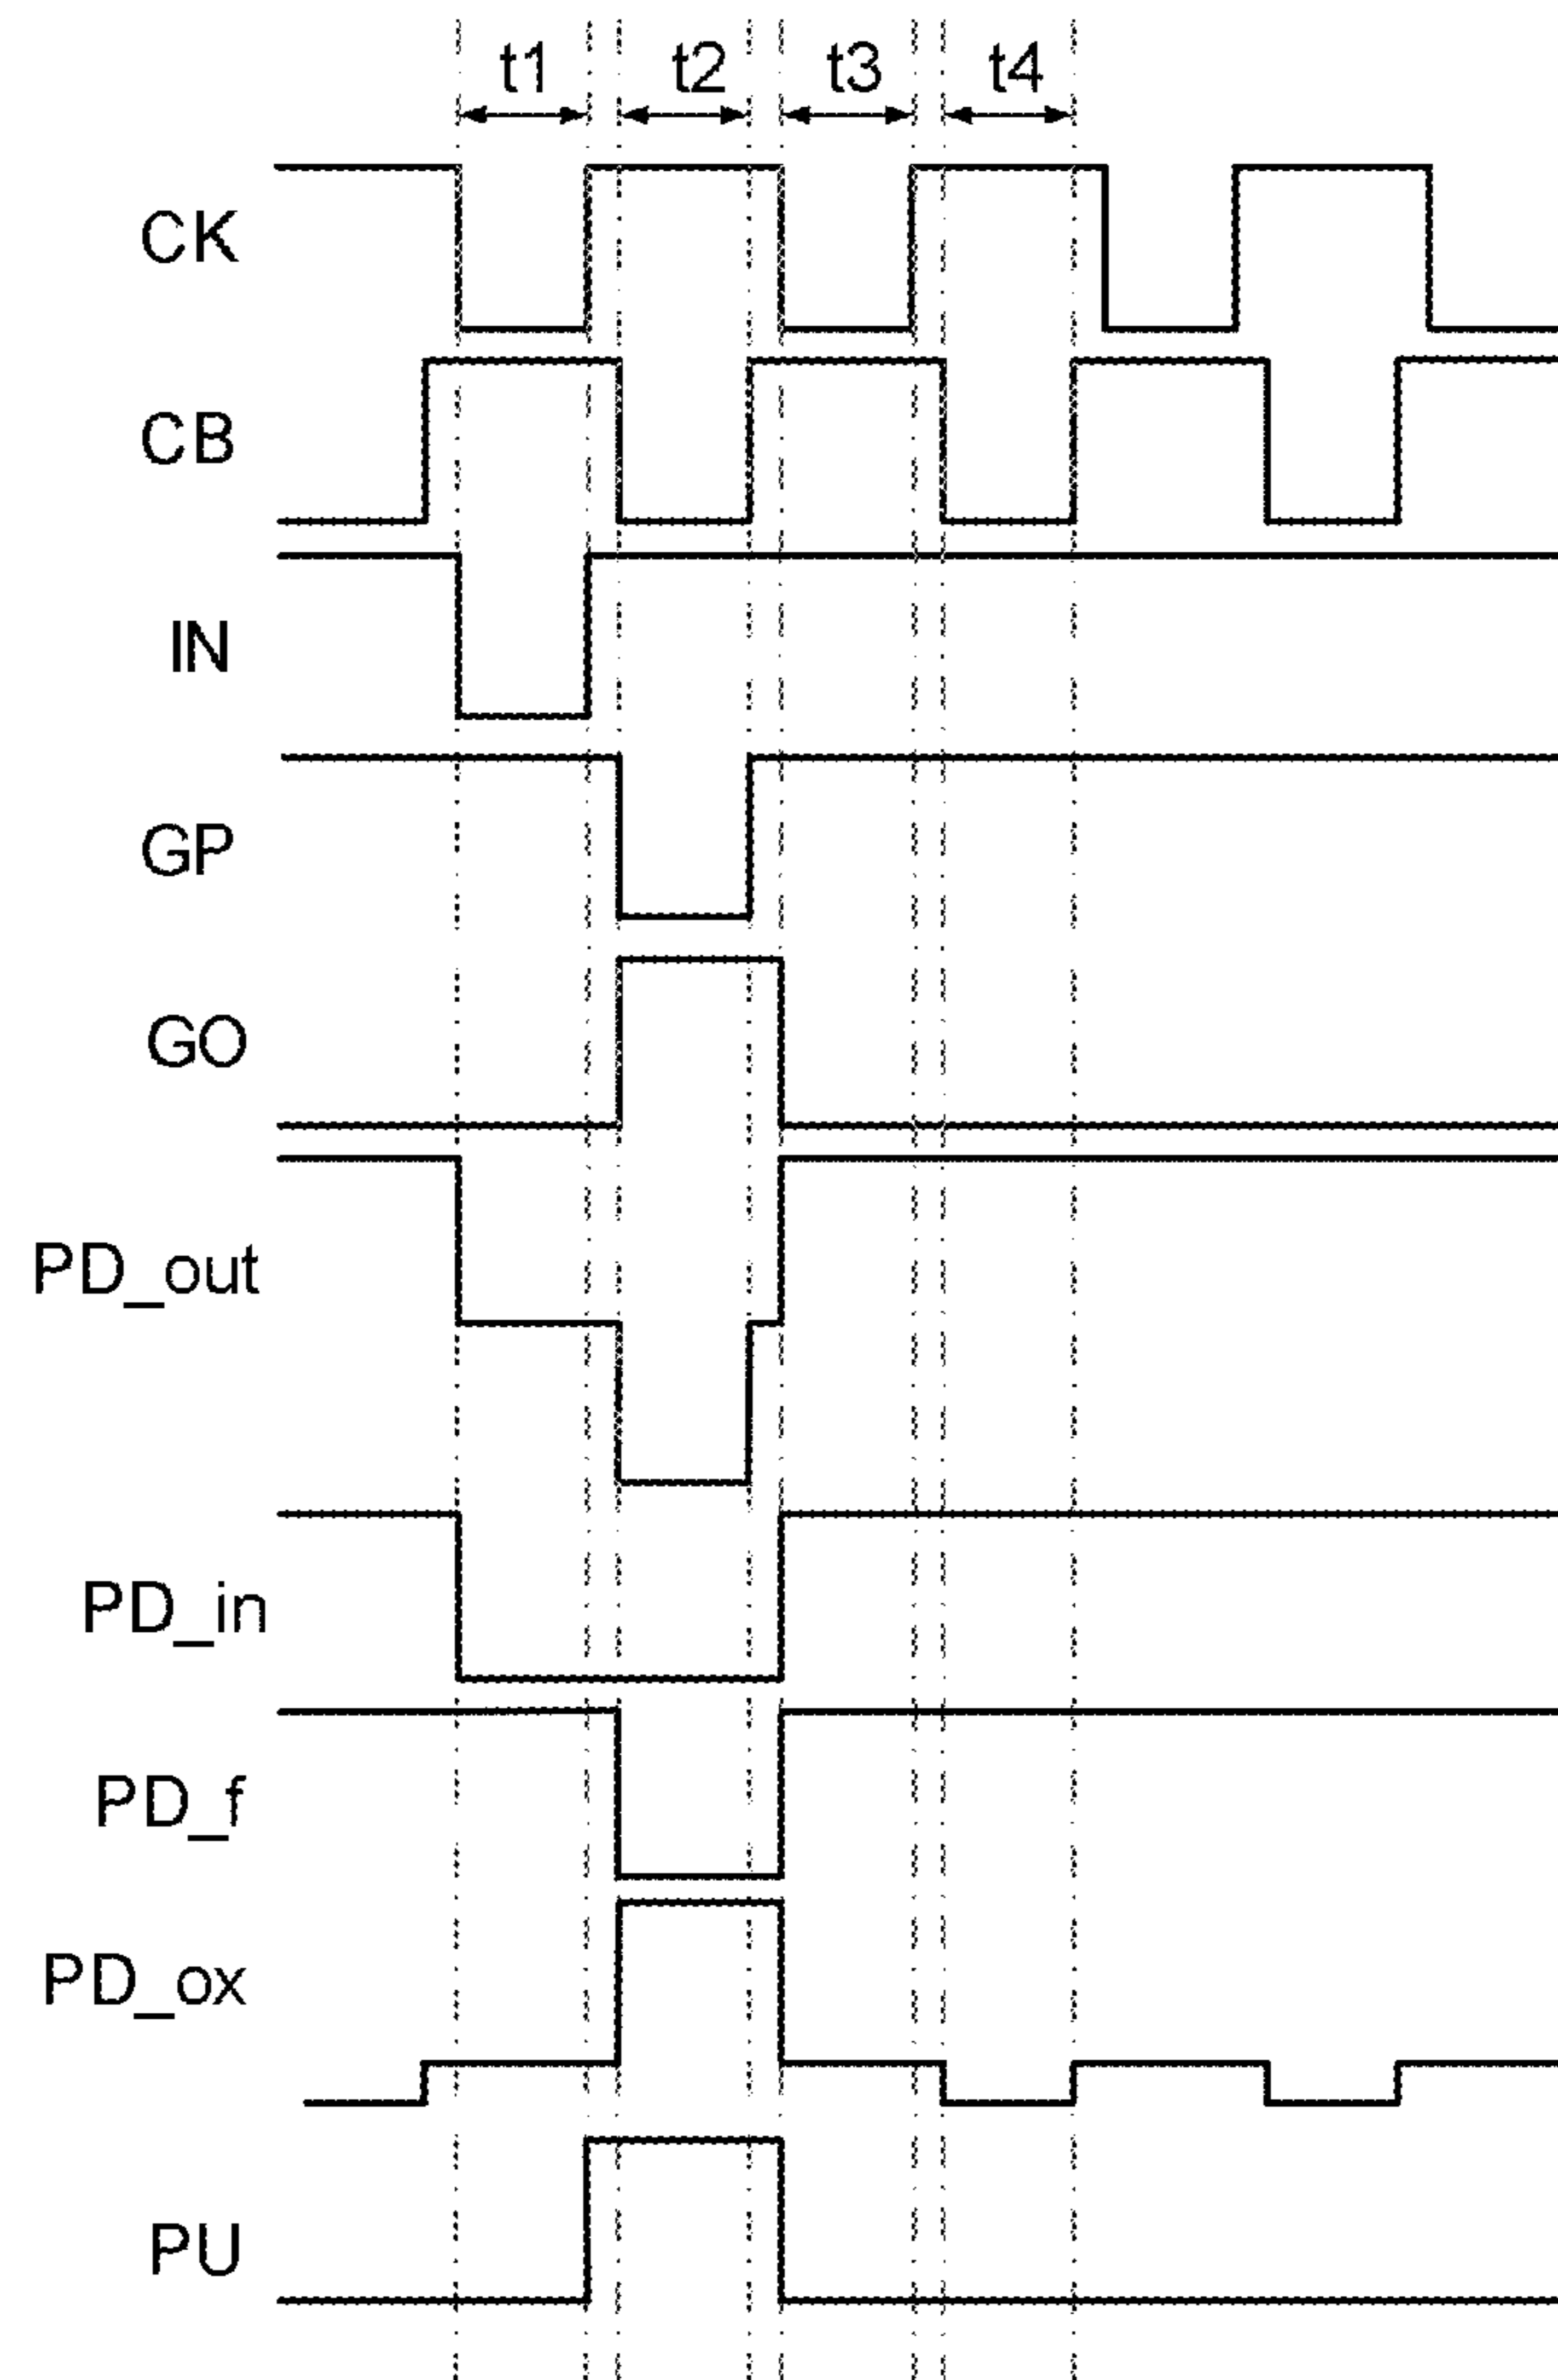 t1 t2 t3 t4
CK
CB
IN
GP
GO
PD_out
PD_in
PD_f
PD_ox
PU